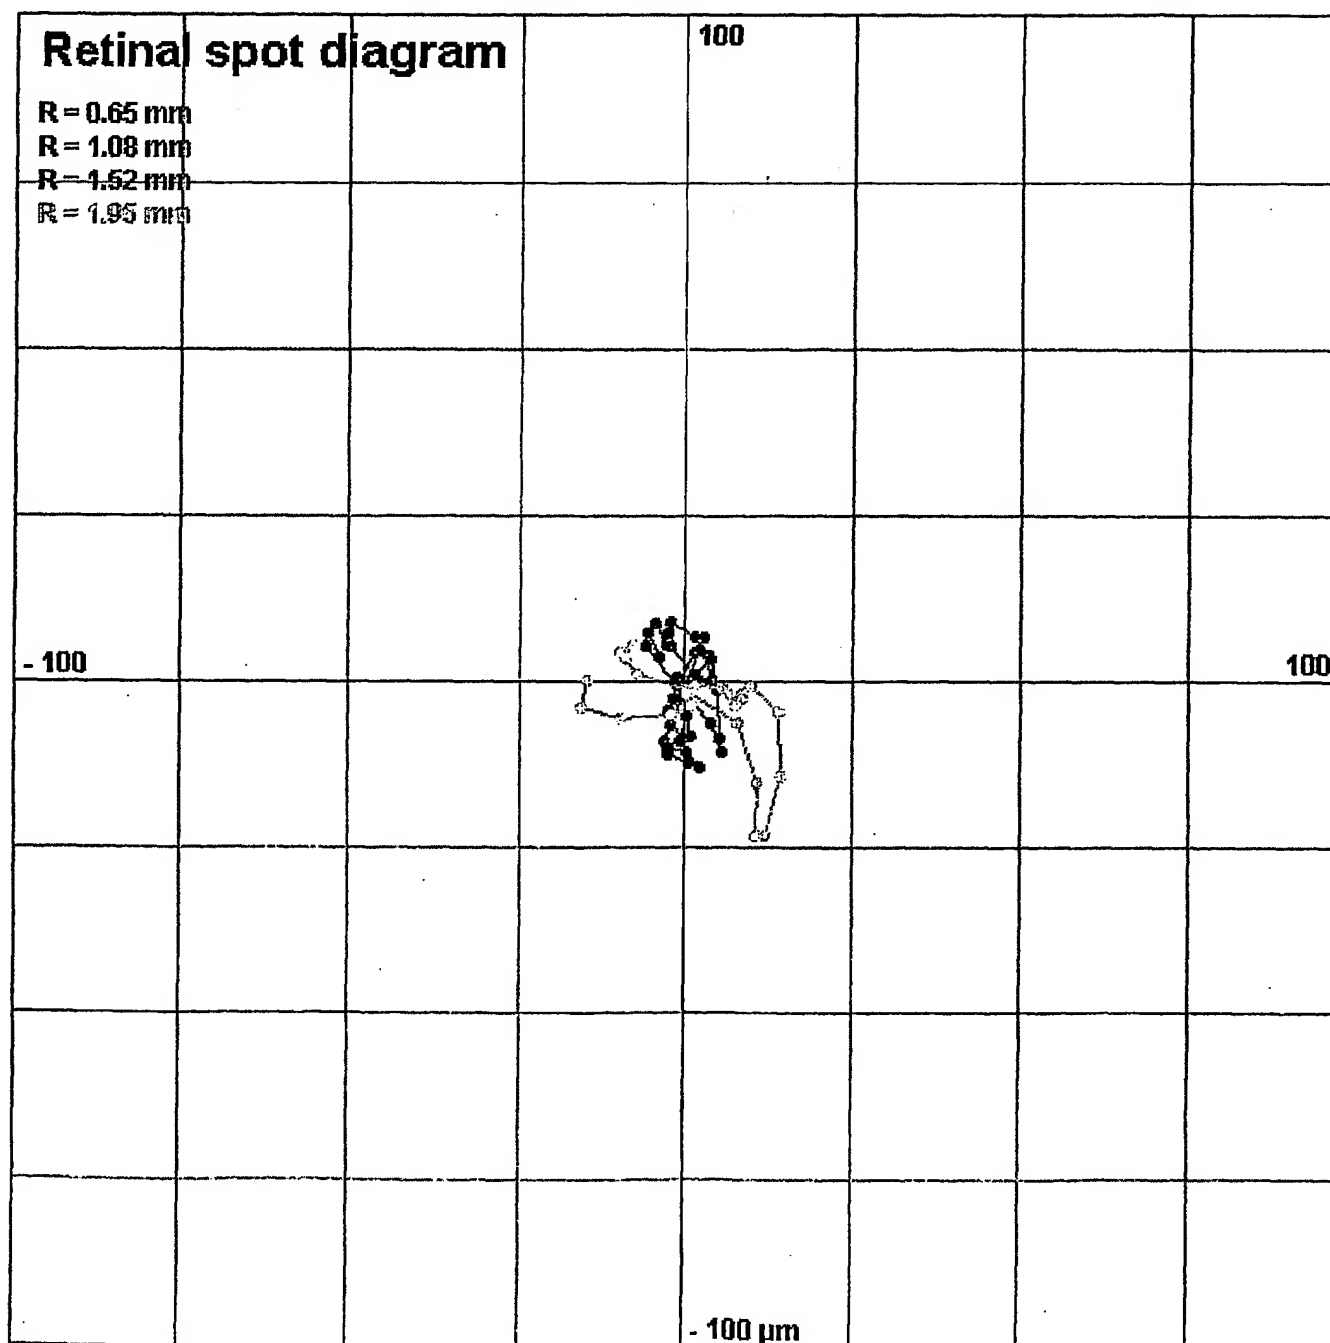 Retinal spot diagram
100
R = 0.65 mm
R = 1.08 mm
R = 1.52 mm
R = 1.95 mm
- 100
100
- 100 µm